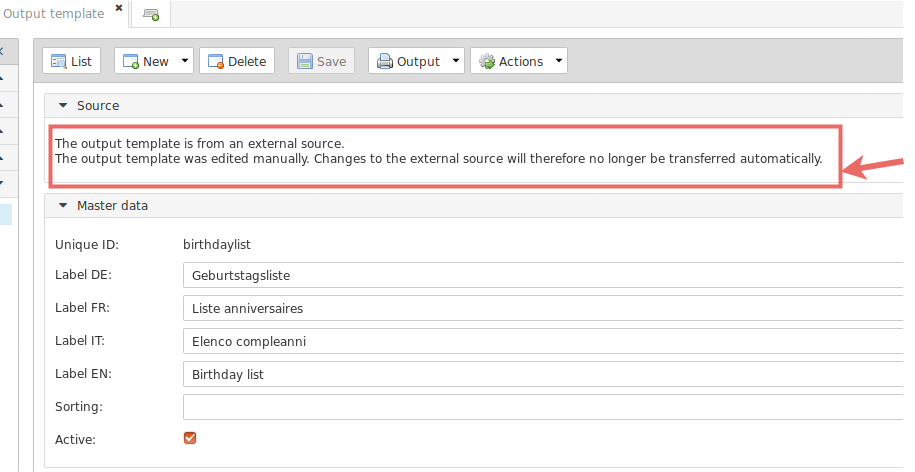 Output template
List New Delete Save Output Actions
Source
The output template is from an external source.
The output template was edited manually. Changes to the external source will therefore no longer be transferred automatically.
Master data
Unique ID: birthdaylist
Label DE: Geburtstagsliste
Label FR: Liste anniversaires
Label IT: Elenco compleanni
Label EN: Birthday list
Sorting:
Active: